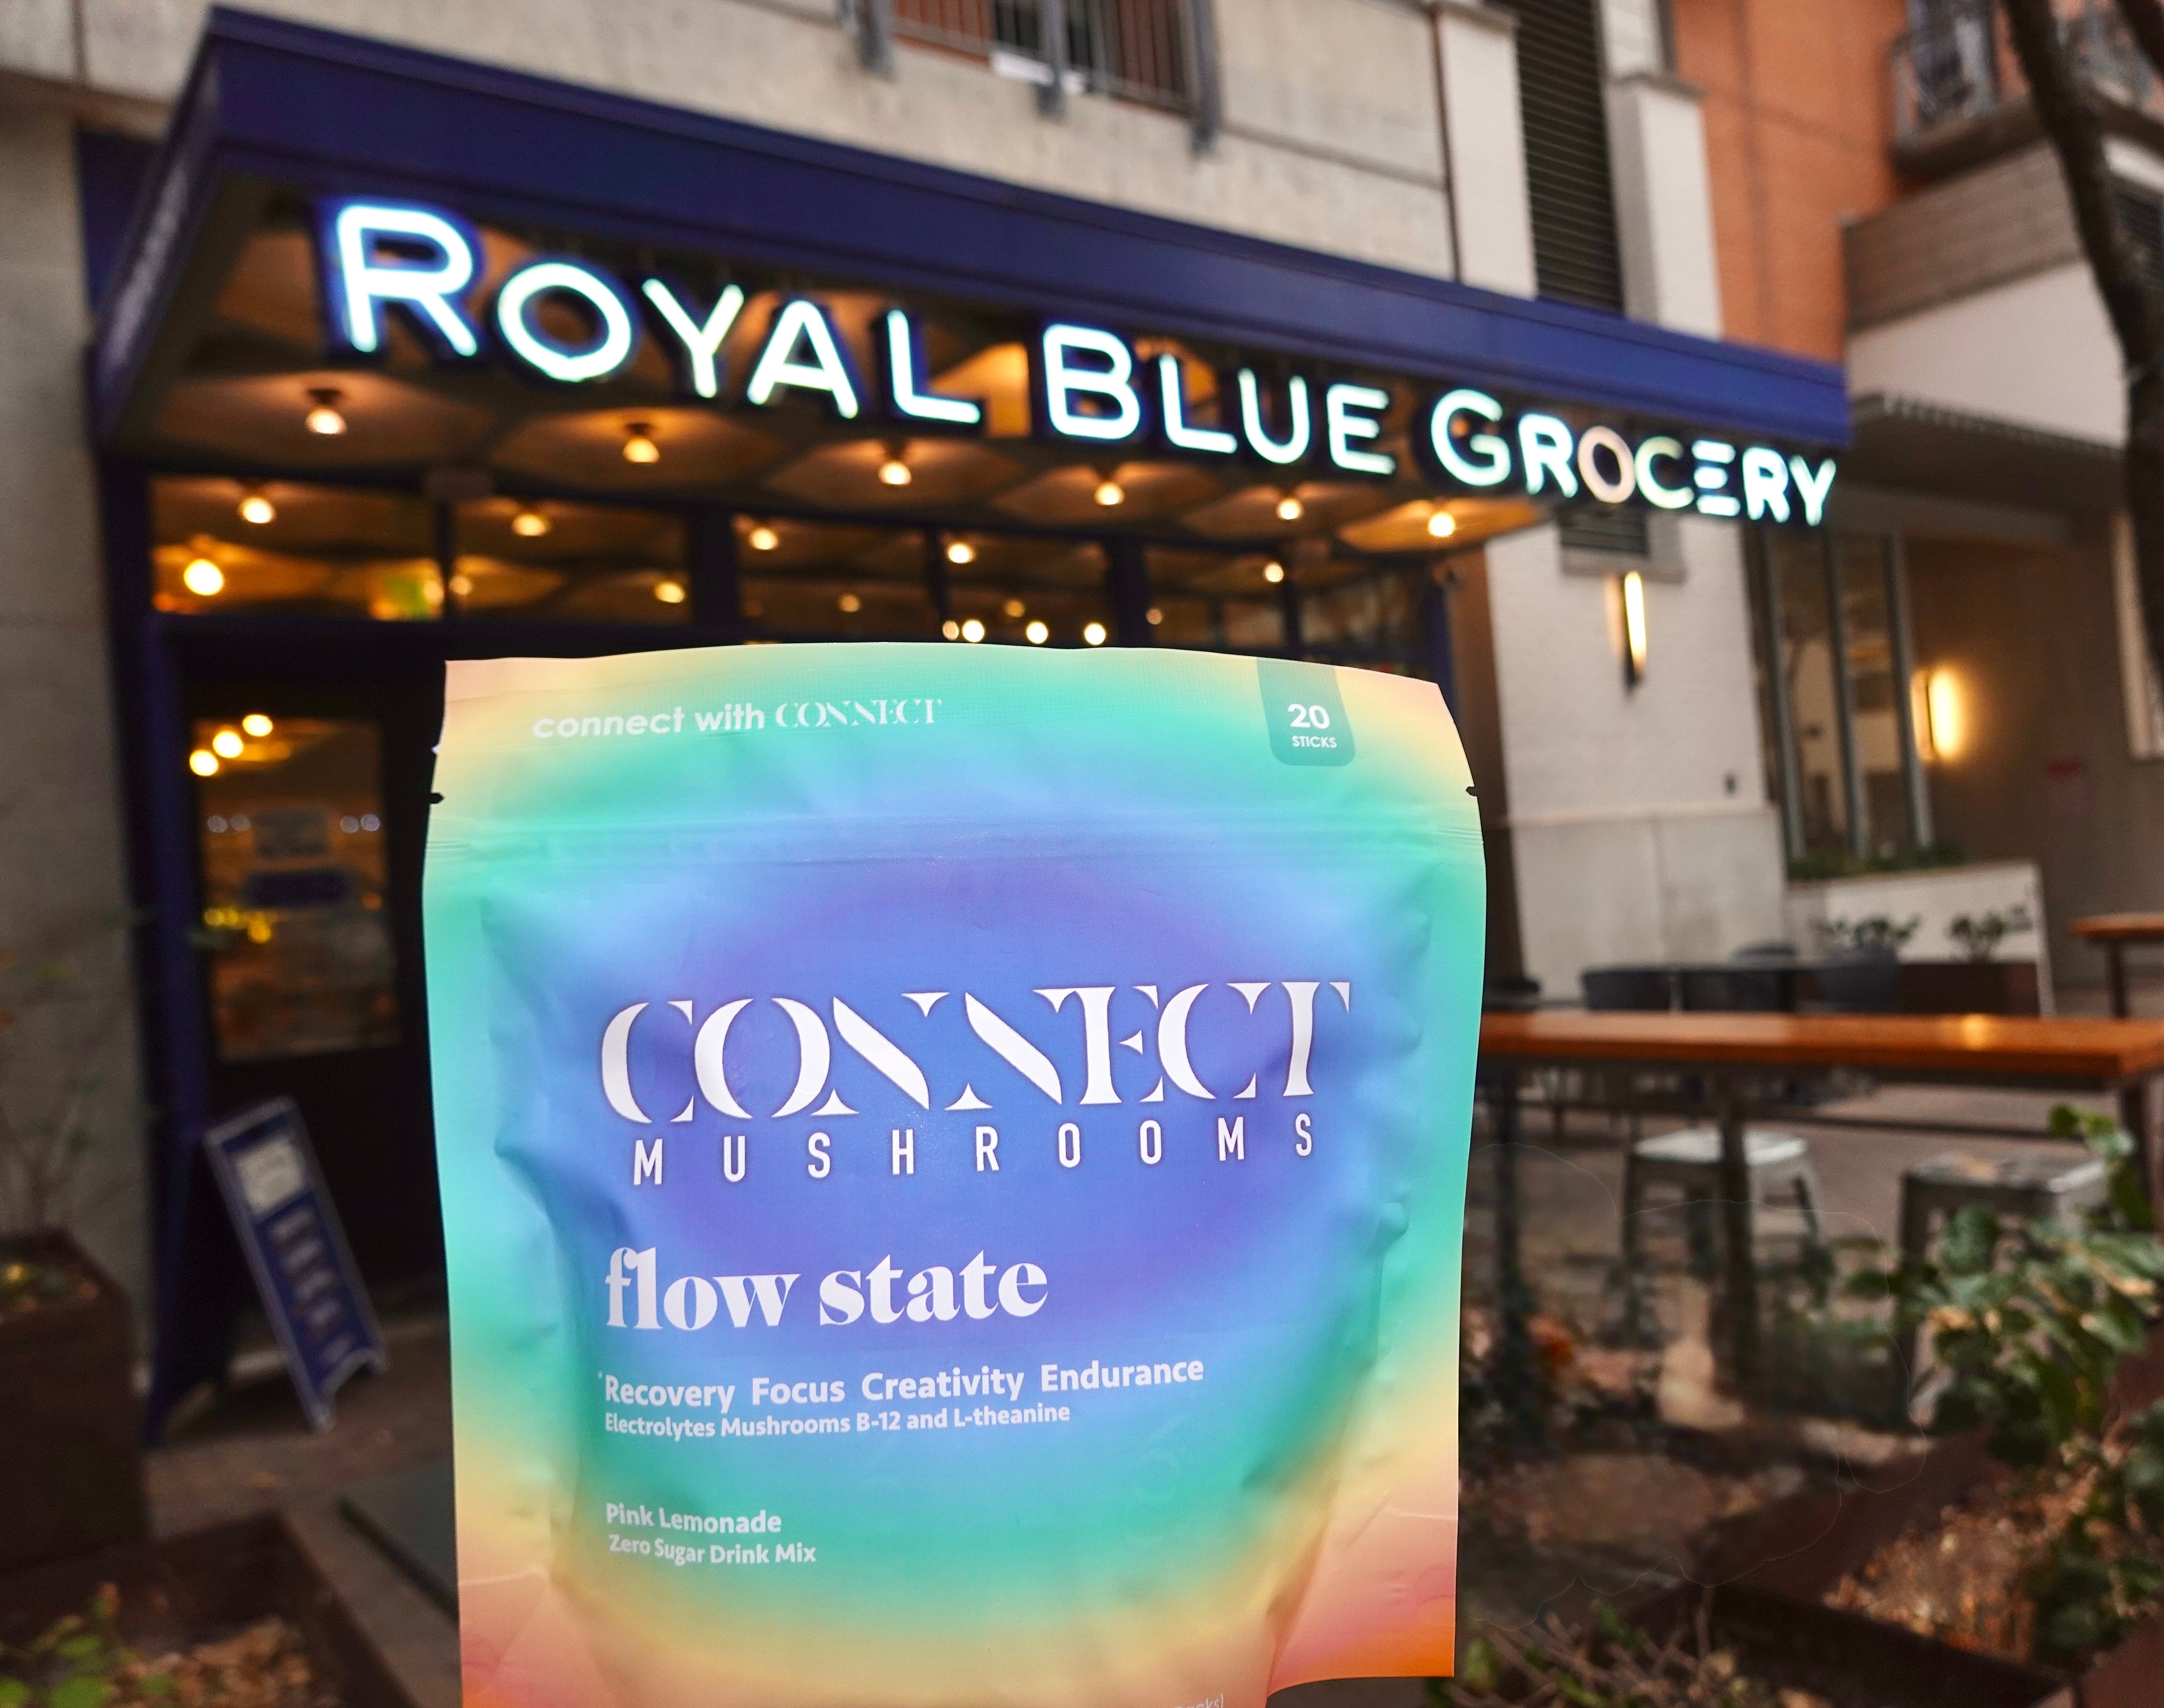 ROYAL BLUE GROCERY
connect with CONNECT
20
STICKS
CONNECT
MUSHROOMS
flow state
Recovery Focus Creativity Endurance
Electrolytes Mushrooms B-12 and L-theanine
Pink Lemonade
Zero Sugar Drink Mix